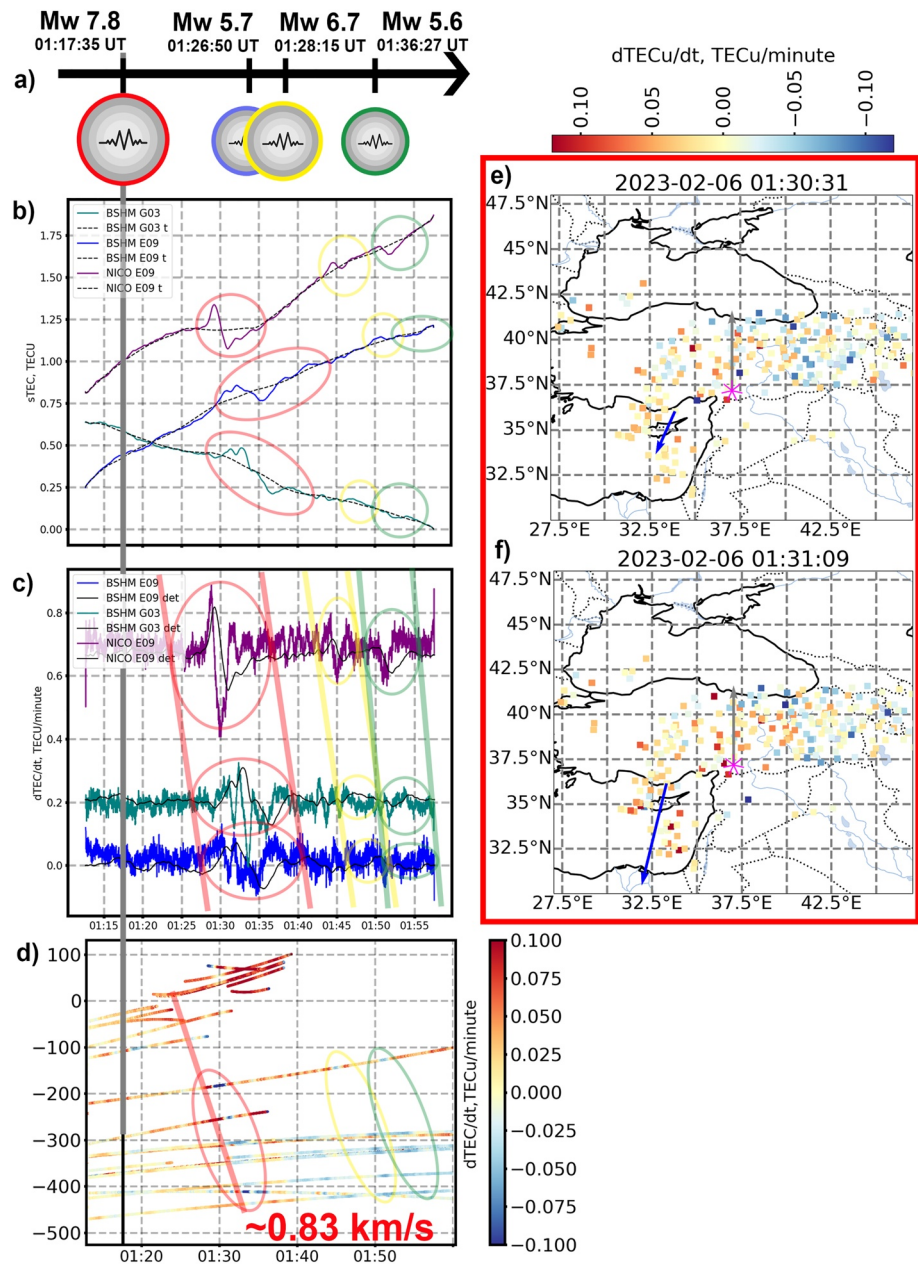 Mw 7.8
01:17:35 UT
Mw 5.7
01:26:50 UT
Mw 6.7
01:28:15 UT
Mw 5.6
01:36:27 UT
a)
dTECu/dt, TECu/minute
0.10
0.05
0.00
−0.05
−0.10
b)
BSHM G03
BSHM G03 t
BSHM E09
BSHM E09 t
NICO E09
NICO E09 t
sTEC, TECU
1.75
1.50
1.25
1.00
0.75
0.50
0.25
0.00
c)
BSHM E09
BSHM E09 det
BSHM G03
BSHM G03 det
NICO E09
NICO E09 det
dTEC/dt, TECU/minute
0.8
0.6
0.4
0.2
0.0
01:15 01:20 01:25 01:30 01:35 01:40 01:45 01:50 01:55
d)
100
0
−100
−200
−300
−400
−500
~0.83 km/s
01:20 01:30 01:40 01:50
0.100
0.075
0.050
0.025
0.000
−0.025
−0.050
−0.075
−0.100
dTEC/dt,TECu/minute
e)
2023-02-06 01:30:31
47.5°N
45°N
42.5°N
40°N
37.5°N
35°N
32.5°N
27.5°E 32.5°E 37.5°E 42.5°E
f)
2023-02-06 01:31:09
47.5°N
45°N
42.5°N
40°N
37.5°N
35°N
32.5°N
27.5°E 32.5°E 37.5°E 42.5°E